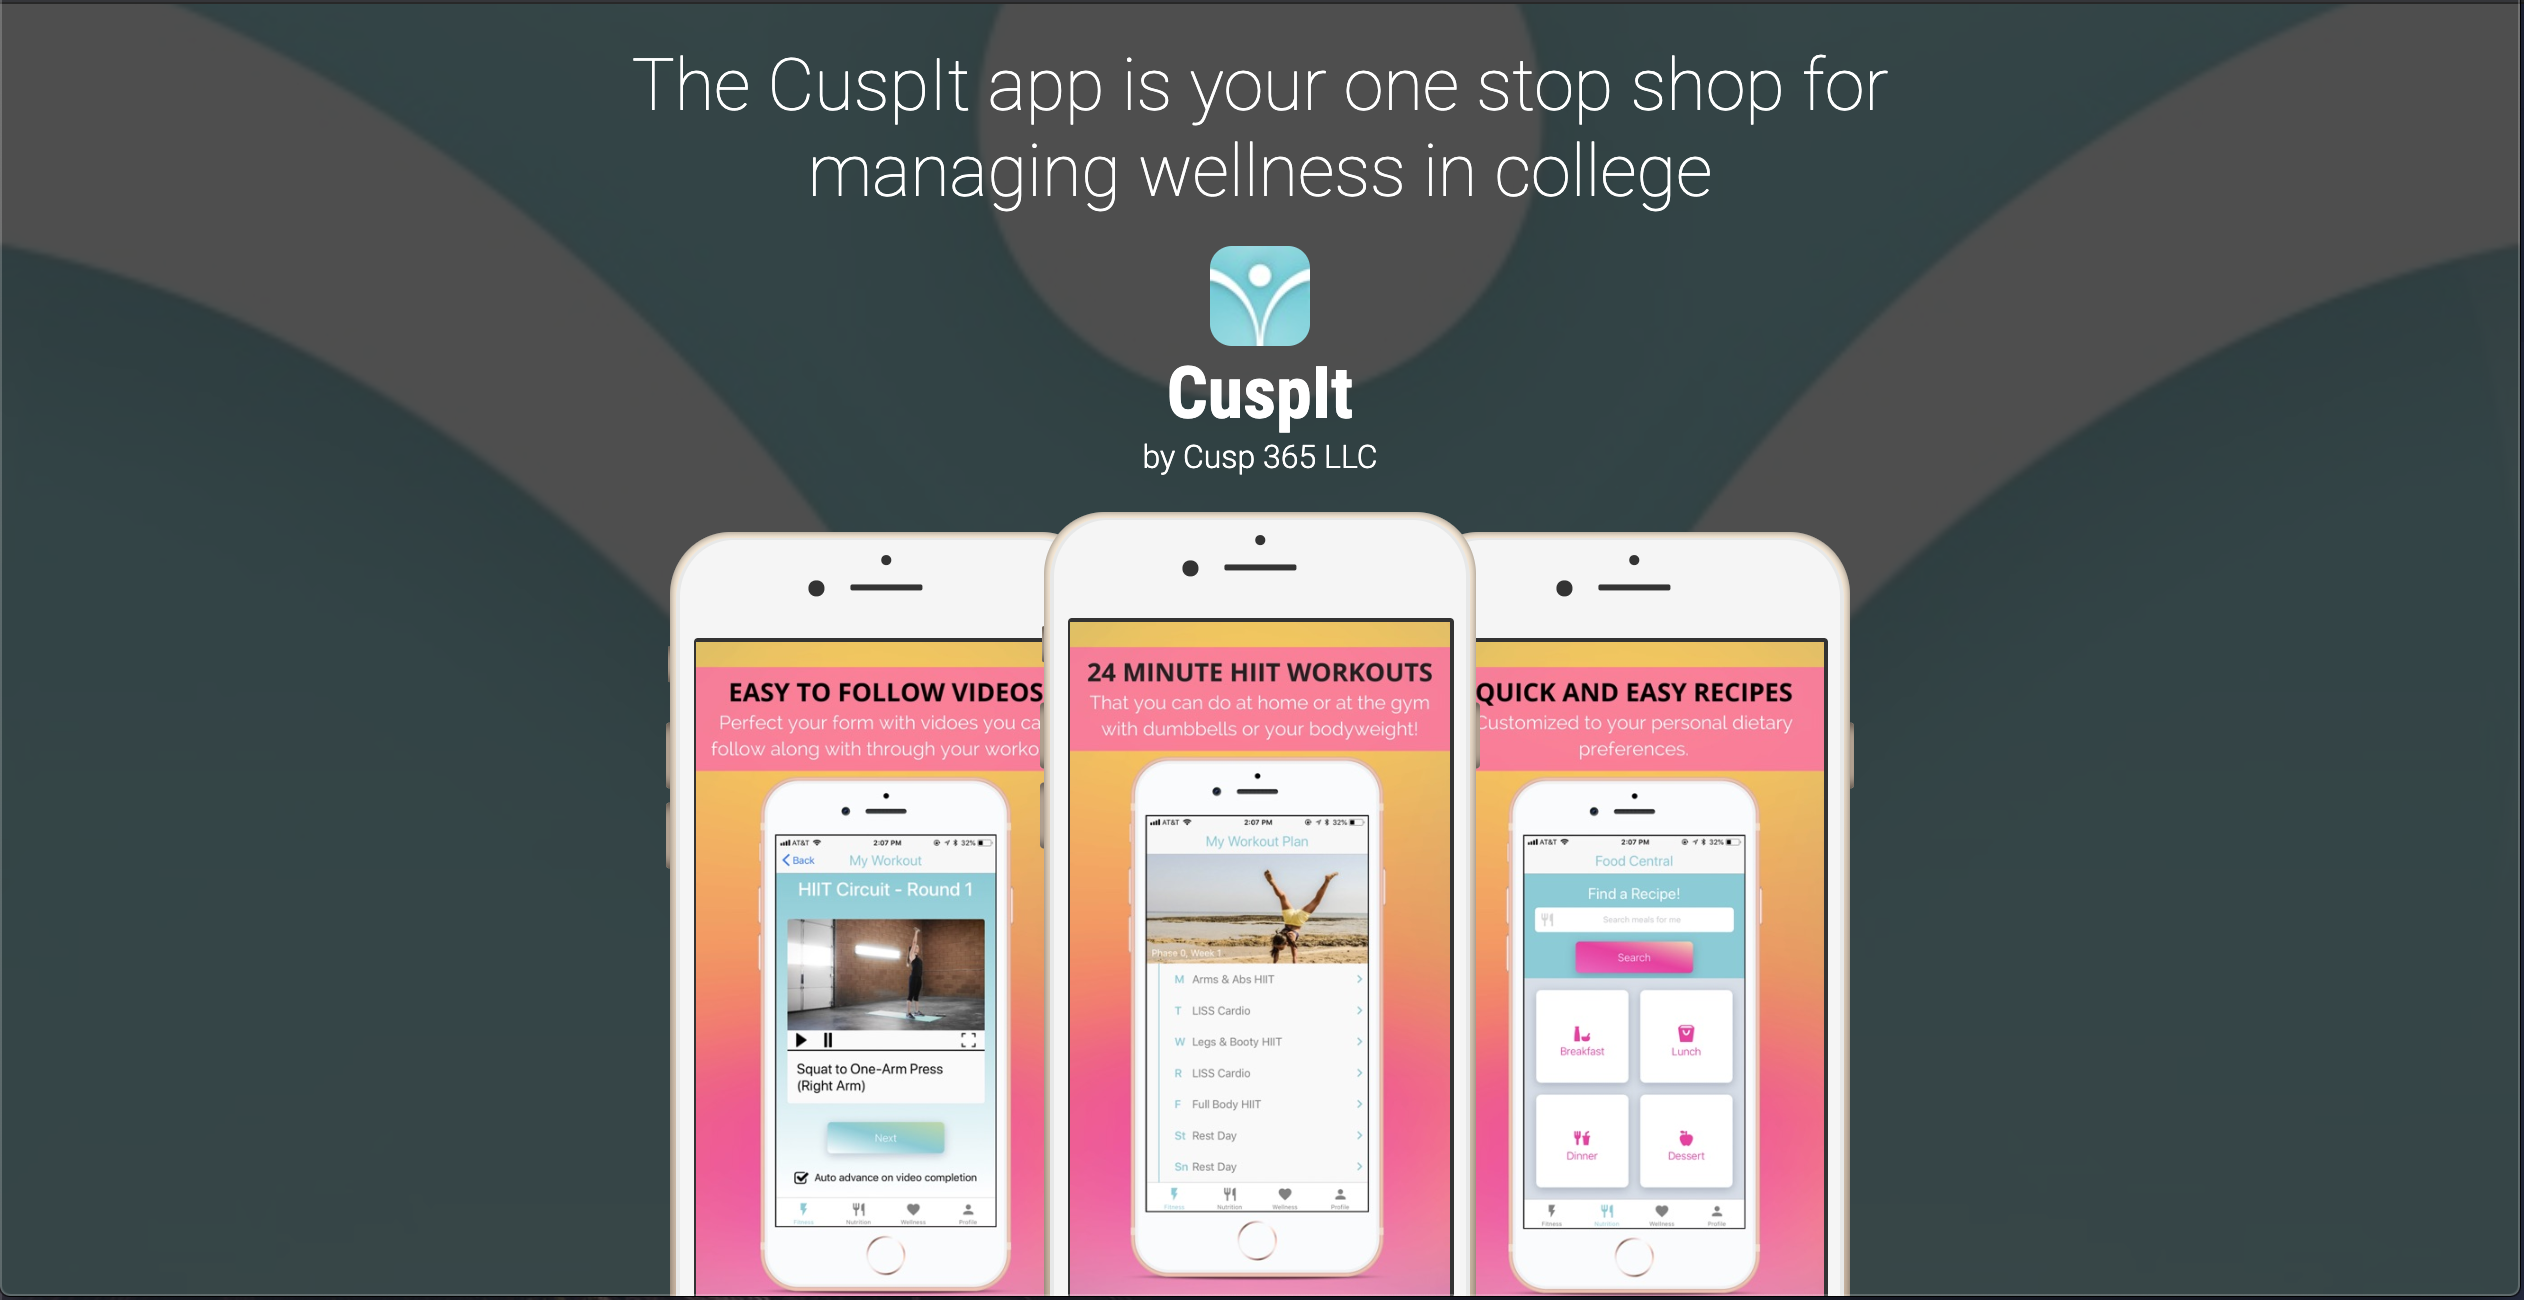 The CuspIt app is your one stop shop for
managing wellness in college
CuspIt
by Cusp 365 LLC
EASY TO FOLLOW VIDEOS
Perfect your form with vidoes you ca
follow along with through your worko
AT&T 2:07 PM 32%
Back My Workout
HIIT Circuit - Round 1
Squat to One-Arm Press
(Right Arm)
Next
Auto advance on video completion
Fitness Nutrition Wellness Profile
24 MINUTE HIIT WORKOUTS
That you can do at home or at the gym
with dumbbells or your bodyweight!
AT&T 2:07 PM 32%
My Workout Plan
Phase 0, Week 1
M Arms & Abs HIIT
T LISS Cardio
W Legs & Booty HIIT
R LISS Cardio
F Full Body HIIT
St Rest Day
Sn Rest Day
Fitness Nutrition Wellness Profile
QUICK AND EASY RECIPES
Customized to your personal dietary
preferences.
AT&T 2:07 PM 32%
Food Central
Find a Recipe!
Search meals for me
Search
Breakfast Lunch
Dinner Dessert
Fitness Nutrition Wellness Profile